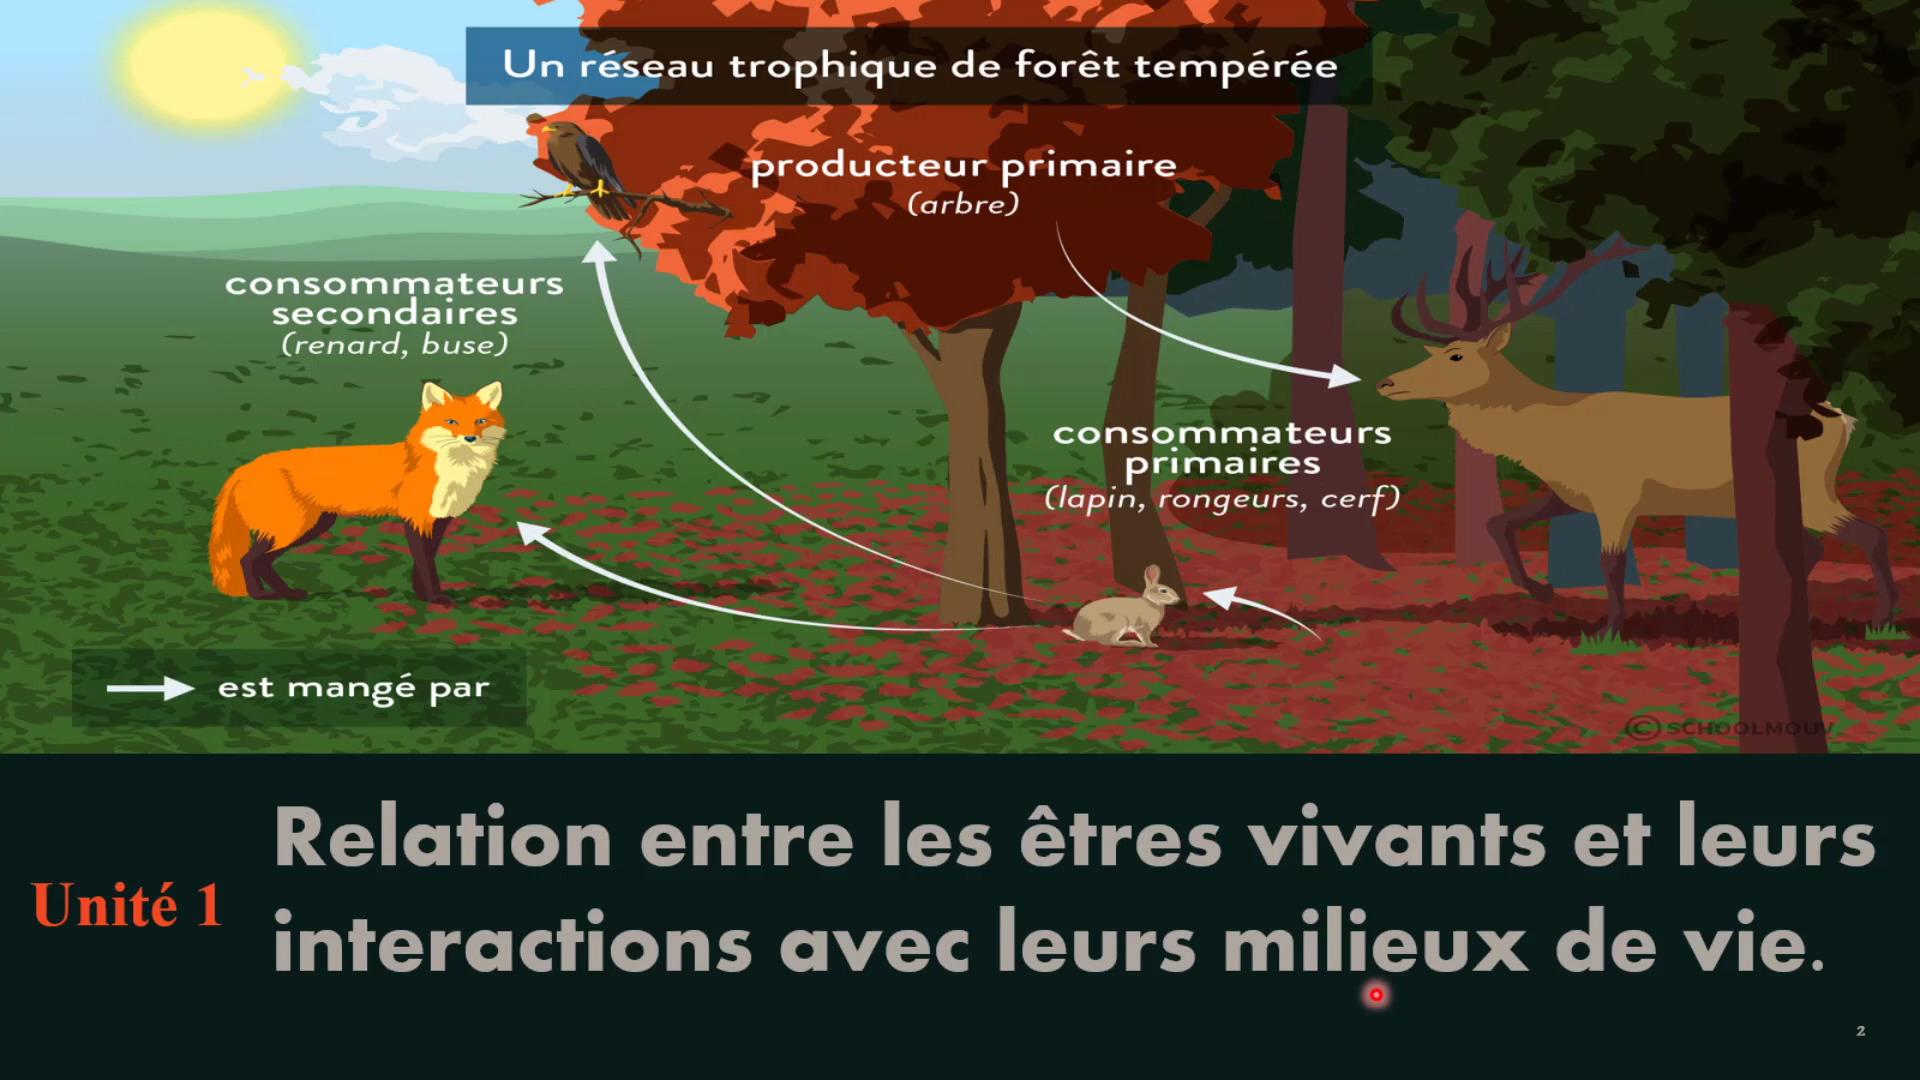 Un réseau trophique de forêt tempérée
producteur primaire
(arbre)
consommateurs
secondaires
(renard, buse)
consommateurs
primaires
(lapin, rongeurs, cerf)
est mangé par
© SCHOOLMOUV
Unité 1
Relation entre les êtres vivants et leurs
interactions avec leurs milieux de vie.
2